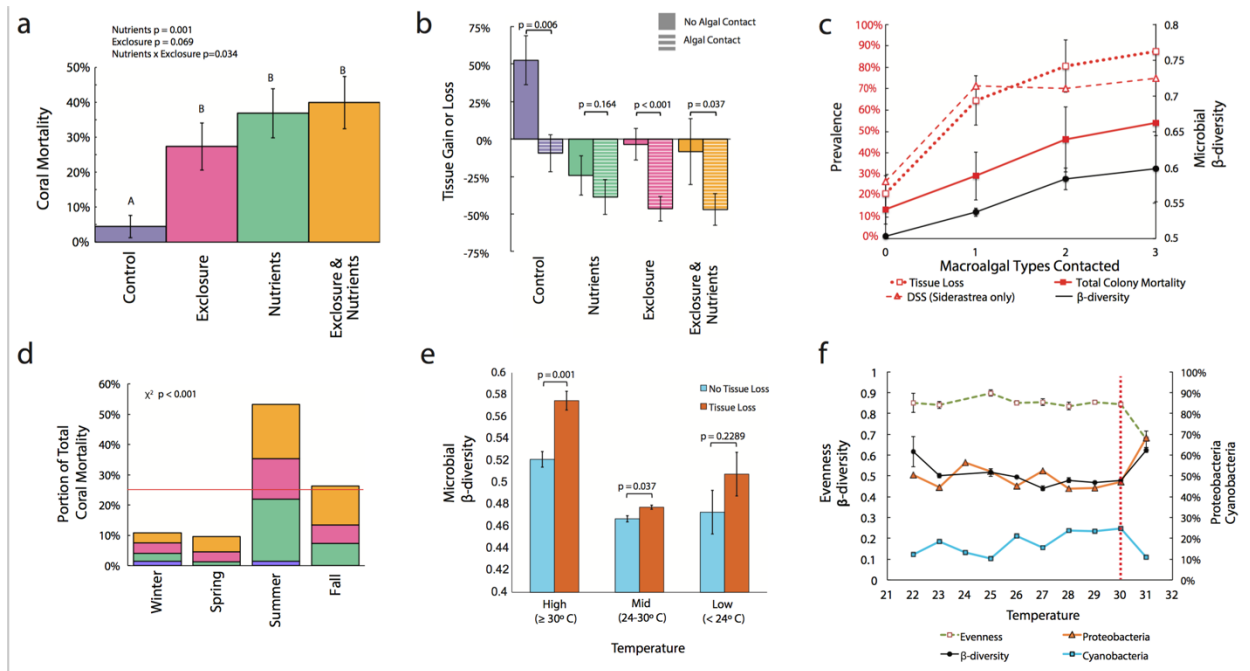 a
Nutrients p = 0.001
Exclosure p = 0.069
Nutrients x Exclosure p=0.034
50%
40%
30%
20%
10%
0%
Coral Mortality
A
B
B
B
Control
Exclosure
Nutrients
Exclosure &
Nutrients
b
No Algal Contact
Algal Contact
75%
50%
25%
0%
-25%
-50%
-75%
Tissue Gain or Loss
p = 0.006
p = 0.164
p < 0.001
p = 0.037
Control
Nutrients
Exclosure
Exclosure &
Nutrients
c
100%
90%
80%
70%
60%
50%
40%
30%
20%
10%
0%
Prevalence
0.8
0.75
0.7
0.65
0.6
0.55
0.5
Microbial
β-diversity
0 1 2 3
Macroalgal Types Contacted
Tissue Loss
Total Colony Mortality
DSS (Siderastrea only)
β-diversity
d
χ² p < 0.001
60%
50%
40%
30%
20%
10%
0%
Portion of Total
Coral Mortality
Winter
Spring
Summer
Fall
e
0.6
0.58
0.56
0.54
0.52
0.5
0.48
0.46
0.44
0.42
0.4
Microbial
β-diversity
No Tissue Loss
Tissue Loss
p = 0.001
p = 0.037
p = 0.2289
High
(≥ 30º C)
Mid
(24-30º C)
Low
(< 24º C)
Temperature
f
1
0.9
0.8
0.7
0.6
0.5
0.4
0.3
0.2
0.1
0
Evenness
β-diversity
100%
90%
80%
70%
60%
50%
40%
30%
20%
10%
0%
Proteobacteria
Cyanobacteria
21 22 23 24 25 26 27 28 29 30 31 32
Temperature
Evenness
Proteobacteria
β-diversity
Cyanobacteria